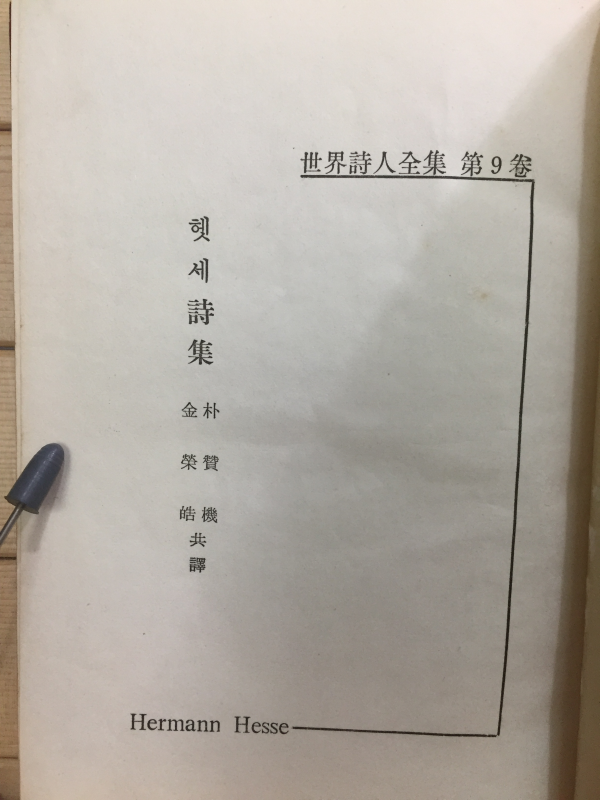 世界詩人全集 第9卷
헷세詩集
朴贊機
金榮皓
共譯
Hermann Hesse